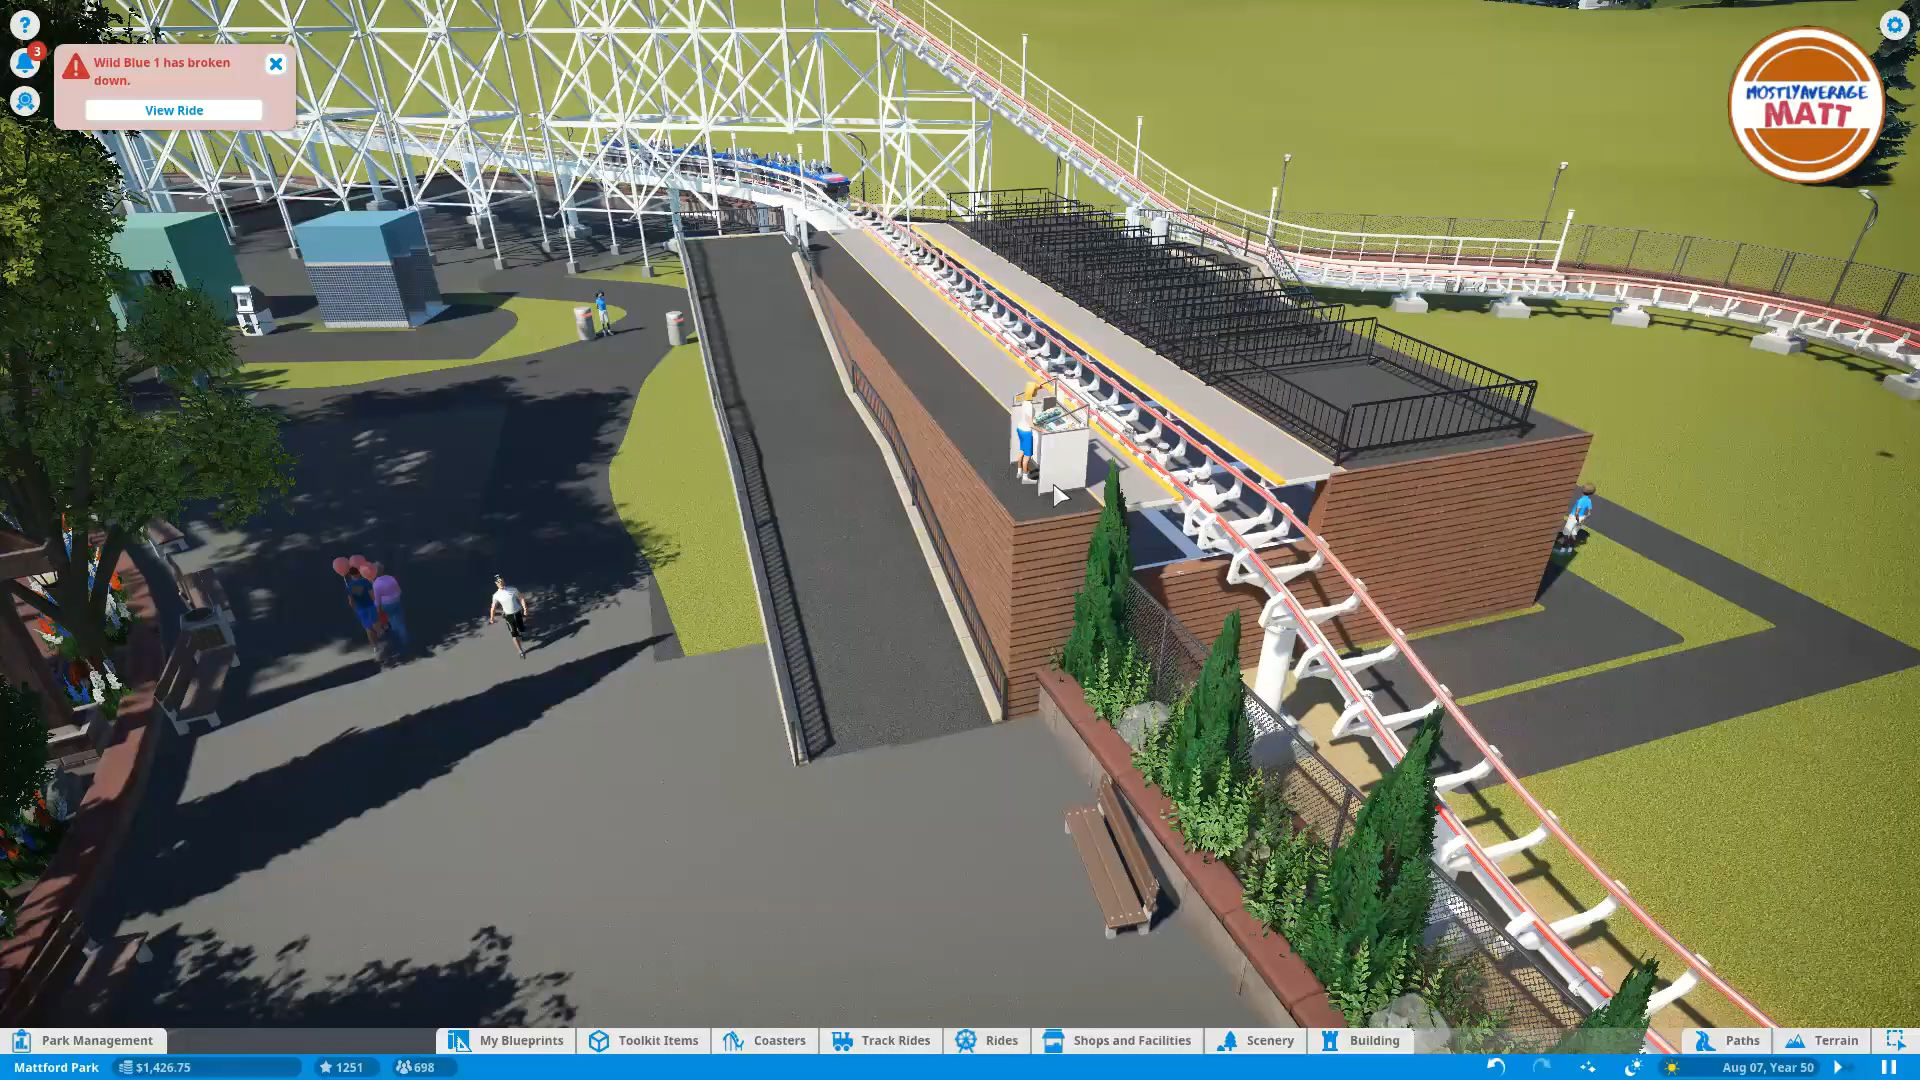 ?
3
Wild Blue 1 has broken
down.
View Ride
MOSTLY AVERAGE
MATT
Park Management
My Blueprints
Toolkit Items
Coasters
Track Rides
Rides
Shops and Facilities
Scenery
Building
Paths
Terrain
Mattford Park
$1,426.75
1251
698
Aug 07, Year 50